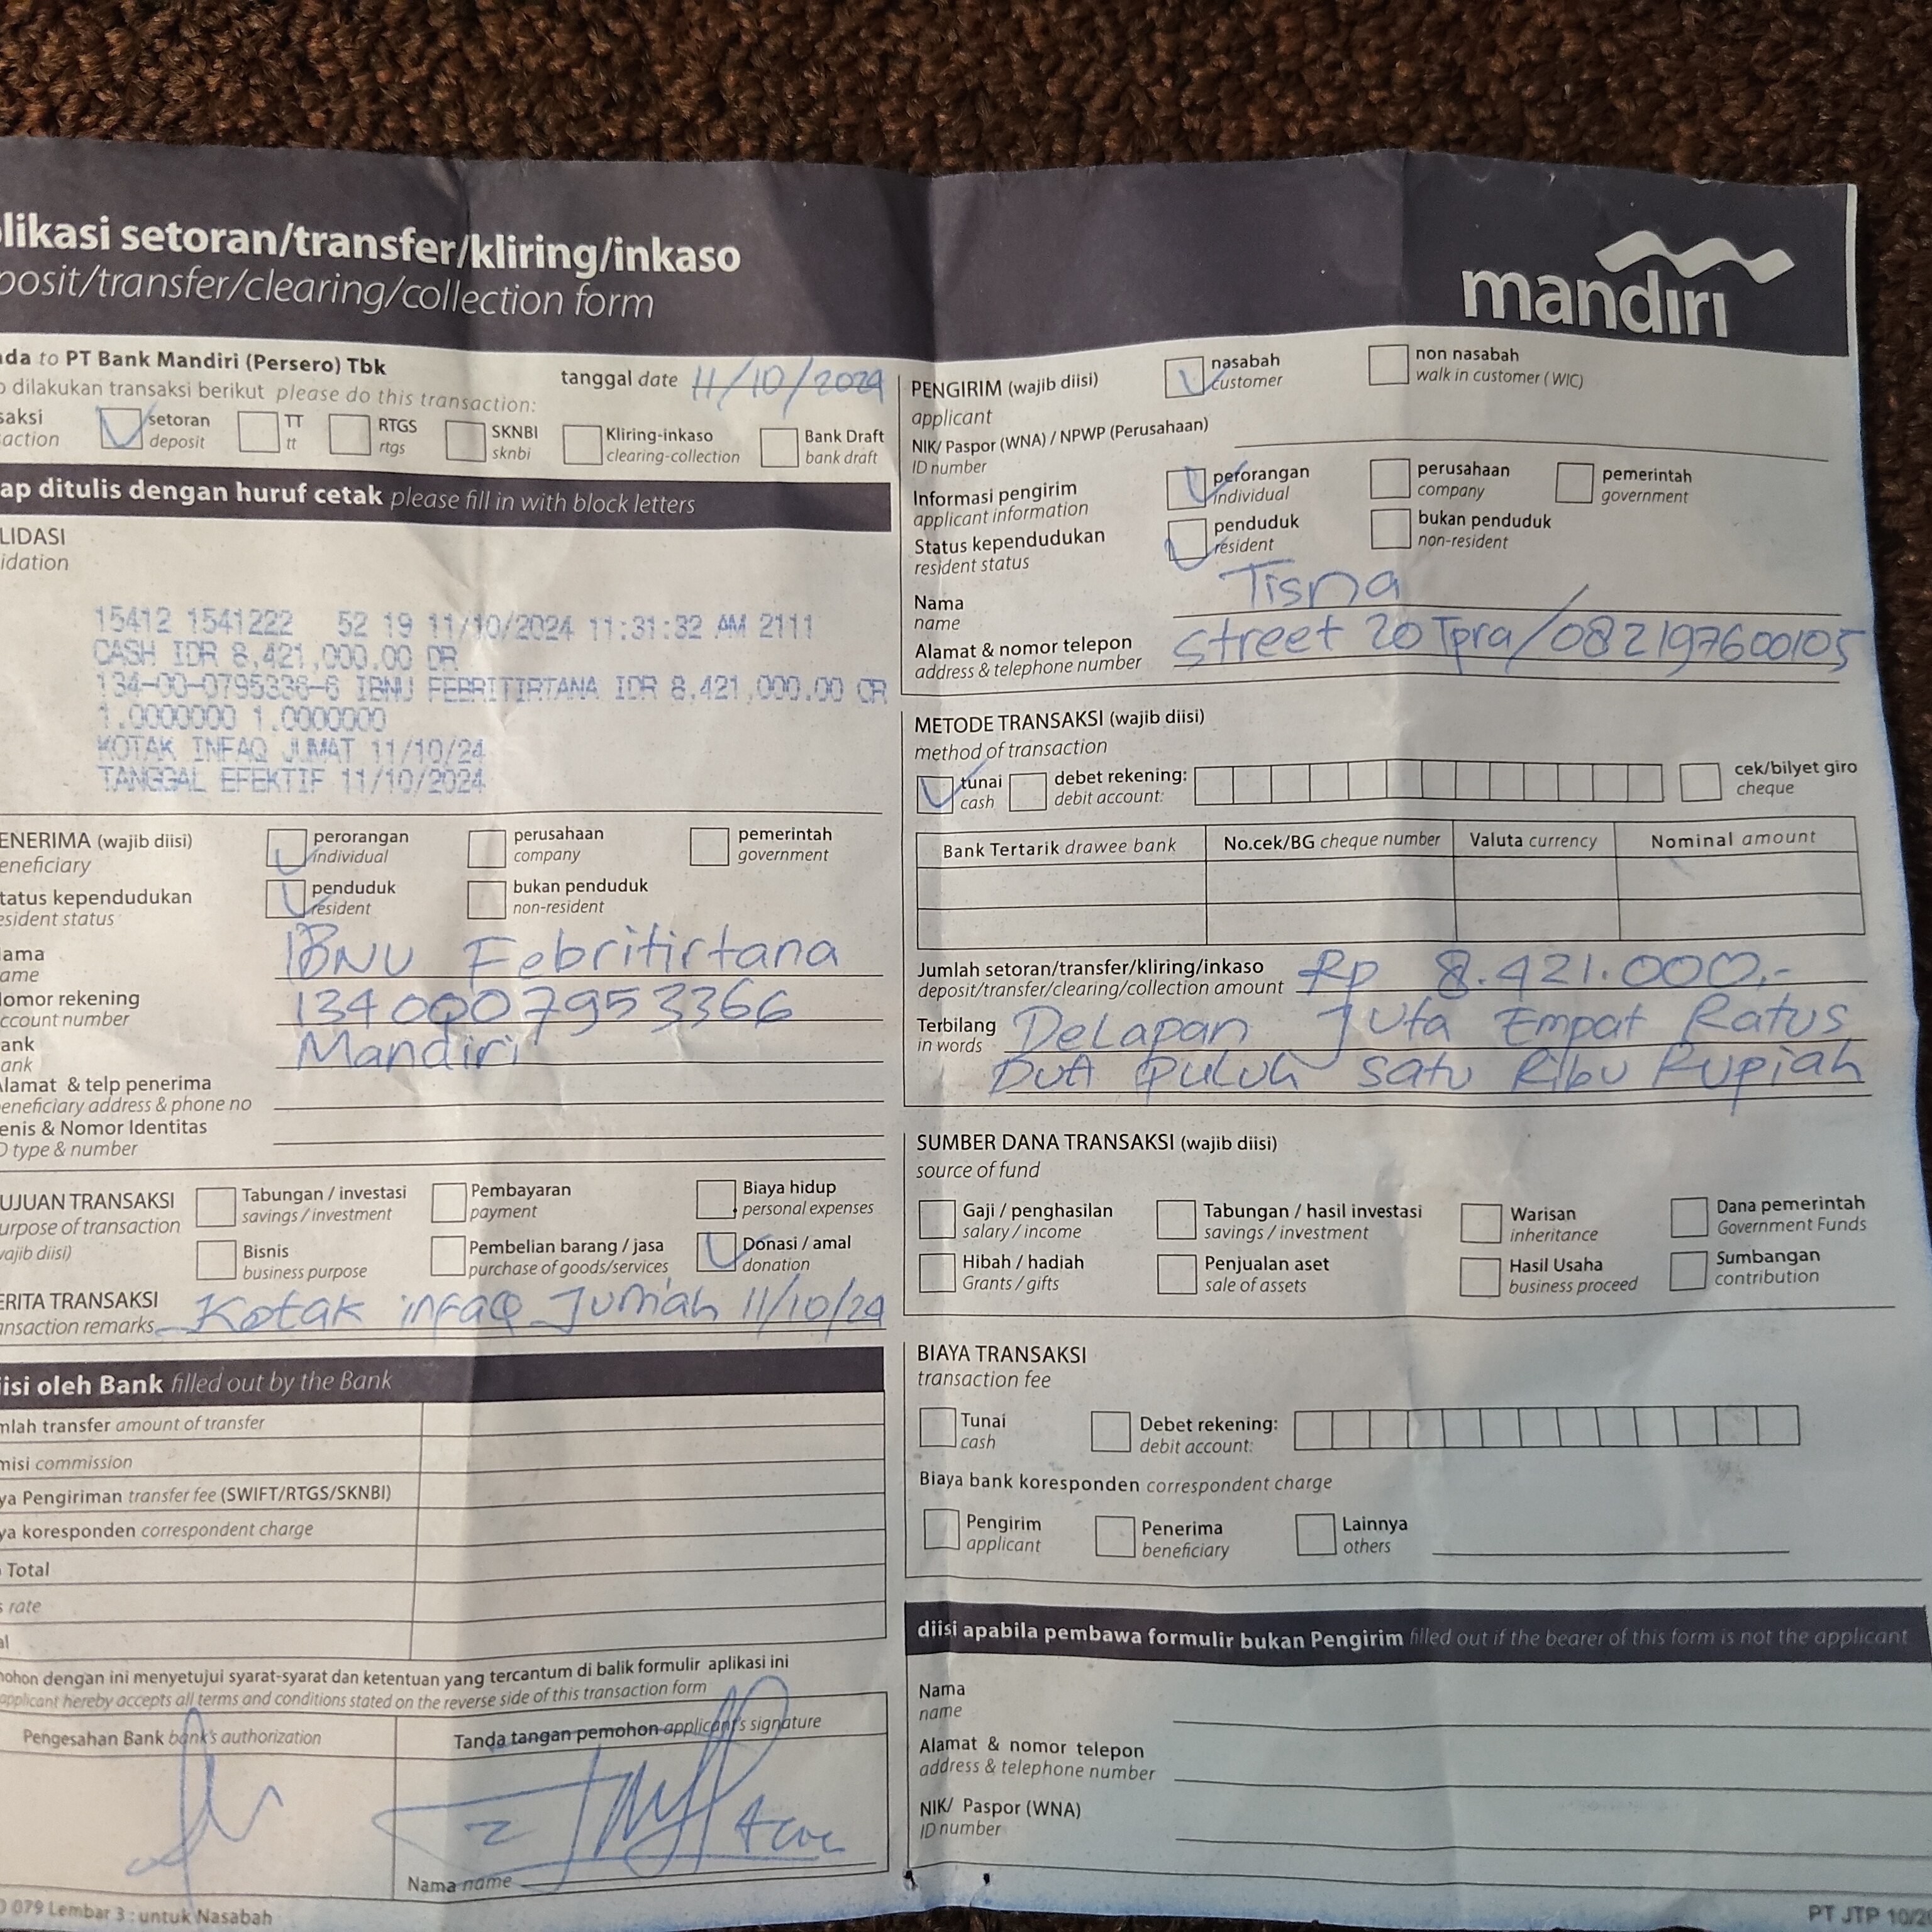 likasi setoran/transfer/kliring/inkaso
posit/transfer/clearing/collection form
mandiri
ada to PT Bank Mandiri (Persero) Tbk
dilakukan transaksi berikut please do this transaction:
tanggal date 11/10/2024
saksi
action
setoran
deposit
TT
tt
RTGS
rtgs
SKNBI
sknbi
Kliring-inkaso
clearing-collection
Bank Draft
bank draft
ap ditulis dengan huruf cetak please fill in with block letters
LIDASI
idation
15412 1541222 52 19 11/10/2024 11:31:32 AM 2111
CASH IDR 8,421,000.00 DR
134-00-0795336-6 IBNU FEBRITIRTANA IDR 8,421,000.00 CR
1.0000000 1.0000000
KOTAK INFAQ JUMAT 11/10/24
TANGGAL EFEKTIF 11/10/2024
ENERIMA (wajib diisi)
eneficiary
perorangan
individual
perusahaan
company
pemerintah
government
tatus kependudukan
esident status
penduduk
resident
bukan penduduk
non-resident
ama
ame
IBNU Febritirtana
omor rekening
ccount number
1340007953366
ank
ank
Mandiri
lamat & telp penerima
eneficiary address & phone no
enis & Nomor Identitas
D type & number
UJUAN TRANSAKSI
urpose of transaction
wajib diisi)
Tabungan / investasi
savings / investment
Pembayaran
payment
Biaya hidup
personal expenses
Bisnis
business purpose
Pembelian barang / jasa
purchase of goods/services
Donasi / amal
donation
ERITA TRANSAKSI
ansaction remarks
Kotak infaq Jum'ah 11/10/24
iisi oleh Bank filled out by the Bank
mlah transfer amount of transfer
misi commission
ya Pengiriman transfer fee (SWIFT/RTGS/SKNBI)
ya koresponden correspondent charge
Total
s rate
al
mohon dengan ini menyetujui syarat-syarat dan ketentuan yang tercantum di balik formulir aplikasi ini
applicant hereby accepts all terms and conditions stated on the reverse side of this transaction form
Pengesahan Bank bank's authorization
Tanda tangan pemohon applicant's signature
Nama name
079 Lembar 3 : untuk Nasabah
PENGIRIM (wajib diisi)
applicant
nasabah
customer
non nasabah
walk in customer (WIC)
NIK/ Paspor (WNA) / NPWP (Perusahaan)
ID number
Informasi pengirim
applicant information
perorangan
individual
perusahaan
company
pemerintah
government
Status kependudukan
resident status
penduduk
resident
bukan penduduk
non-resident
Nama
name
Tisna
Alamat & nomor telepon
address & telephone number
Street 20 Tpra/082197600105
METODE TRANSAKSI (wajib diisi)
method of transaction
tunai
cash
debet rekening:
debit account:
cek/bilyet giro
cheque
Bank Tertarik drawee bank
No.cek/BG cheque number
Valuta currency
Nominal amount
Jumlah setoran/transfer/kliring/inkaso
deposit/transfer/clearing/collection amount
Rp 8.421.000,-
Terbilang
in words
Delapan Juta Empat Ratus
Dua puluh satu Ribu Rupiah
SUMBER DANA TRANSAKSI (wajib diisi)
source of fund
Gaji / penghasilan
salary / income
Tabungan / hasil investasi
savings / investment
Warisan
inheritance
Dana pemerintah
Government Funds
Hibah / hadiah
Grants / gifts
Penjualan aset
sale of assets
Hasil Usaha
business proceed
Sumbangan
contribution
BIAYA TRANSAKSI
transaction fee
Tunai
cash
Debet rekening:
debit account:
Biaya bank koresponden correspondent charge
Pengirim
applicant
Penerima
beneficiary
Lainnya
others
diisi apabila pembawa formulir bukan Pengirim filled out if the bearer of this form is not the applicant
Nama
name
Alamat & nomor telepon
address & telephone number
NIK/ Paspor (WNA)
ID number
PT JTP 10/20